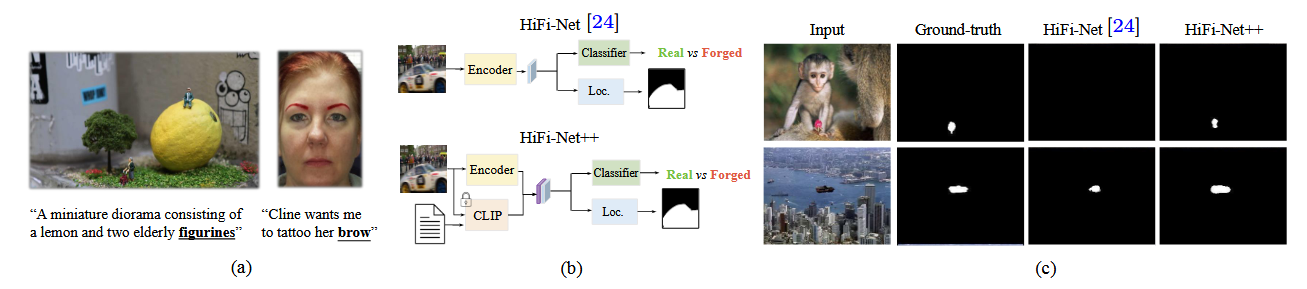 “A miniature diorama consisting of
a lemon and two elderly figurines”
“Cline wants me
to tattoo her brow”
(a)
HiFi-Net [24]
Encoder
Classifier
Real vs Forged
Loc.
HiFi-Net++
Encoder
CLIP
Classifier
Real vs Forged
Loc.
(b)
Input
Ground-truth
HiFi-Net [24]
HiFi-Net++
(c)